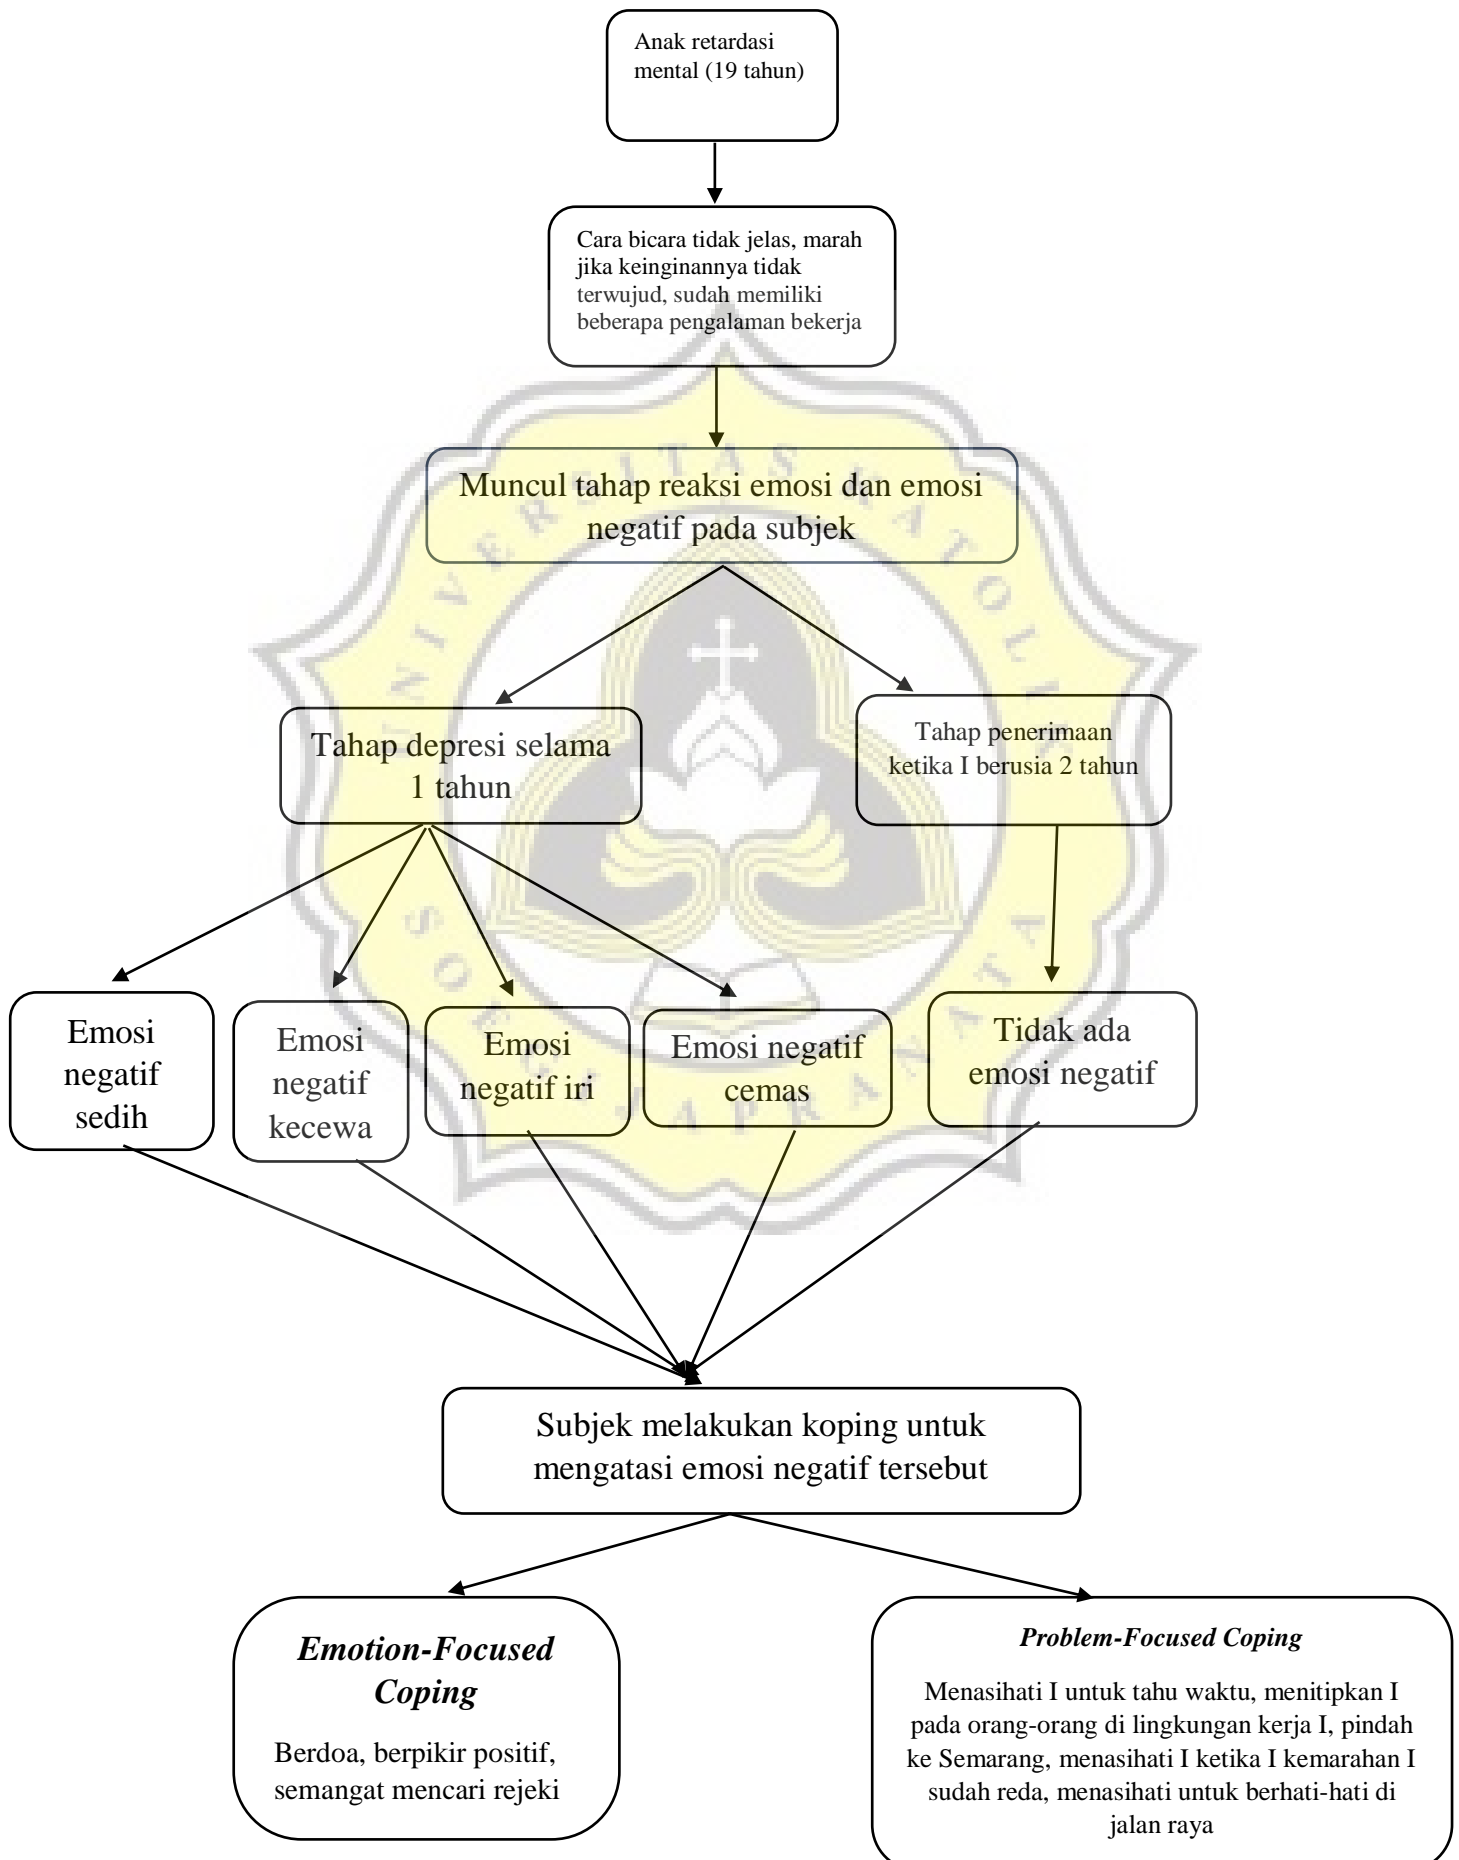 Anak retardasi
mental (19 tahun)
Cara bicara tidak jelas, marah
jika keinginannya tidak
terwujud, sudah memiliki
beberapa pengalaman bekerja
Muncul tahap reaksi emosi dan emosi
negatif pada subjek
Tahap depresi selama
1 tahun
Tahap penerimaan
ketika I berusia 2 tahun
Emosi
negatif
sedih
Emosi
negatif
kecewa
Emosi
negatif iri
Emosi negatif
cemas
Tidak ada
emosi negatif
Subjek melakukan koping untuk
mengatasi emosi negatif tersebut
Emotion-Focused
Coping
Berdoa, berpikir positif,
semangat mencari rejeki
Problem-Focused Coping
Menasihati I untuk tahu waktu, menitipkan I
pada orang-orang di lingkungan kerja I, pindah
ke Semarang, menasihati I ketika I kemarahan I
sudah reda, menasihati untuk berhati-hati di
jalan raya
UNIVERSITAS KATOLIK
SOEGIJAPRANATA